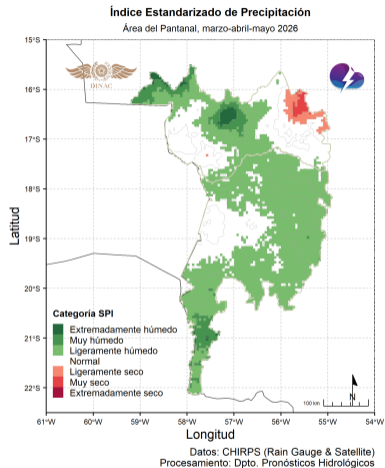 Índice Estandarizado de Precipitación
Área del Pantanal, marzo-abril-mayo 2026
15°S
16°S
17°S
18°S
19°S
20°S
21°S
22°S
Latitud
DINAC
Categoría SPI
Extremadamente húmedo
Muy húmedo
Ligeramente húmedo
Normal
Ligeramente seco
Muy seco
Extremadamente seco
N
100 km
61°W 60°W 59°W 58°W 57°W 56°W 55°W 54°W
Longitud
Datos: CHIRPS (Rain Gauge & Satellite)
Procesamiento: Dpto. Pronósticos Hidrológicos